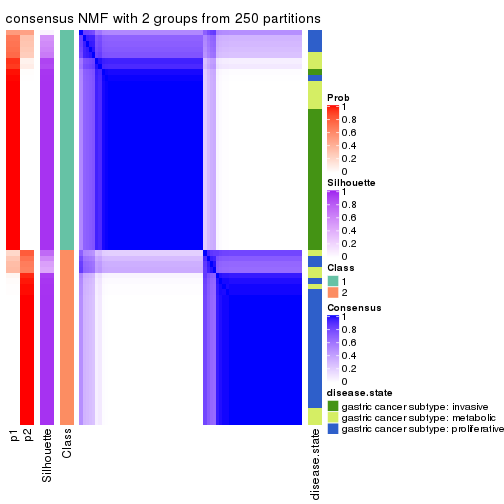 consensus NMF with 2 groups from 250 partitions
Prob
1
0.8
0.6
0.4
0.2
0
Silhouette
1
0.8
0.6
0.4
0.2
0
Class
1
2
Consensus
1
0.8
0.6
0.4
0.2
0
disease.state
gastric cancer subtype: invasive
gastric cancer subtype: metabolic
gastric cancer subtype: proliferative
p1
p2
Silhouette
Class
disease.state